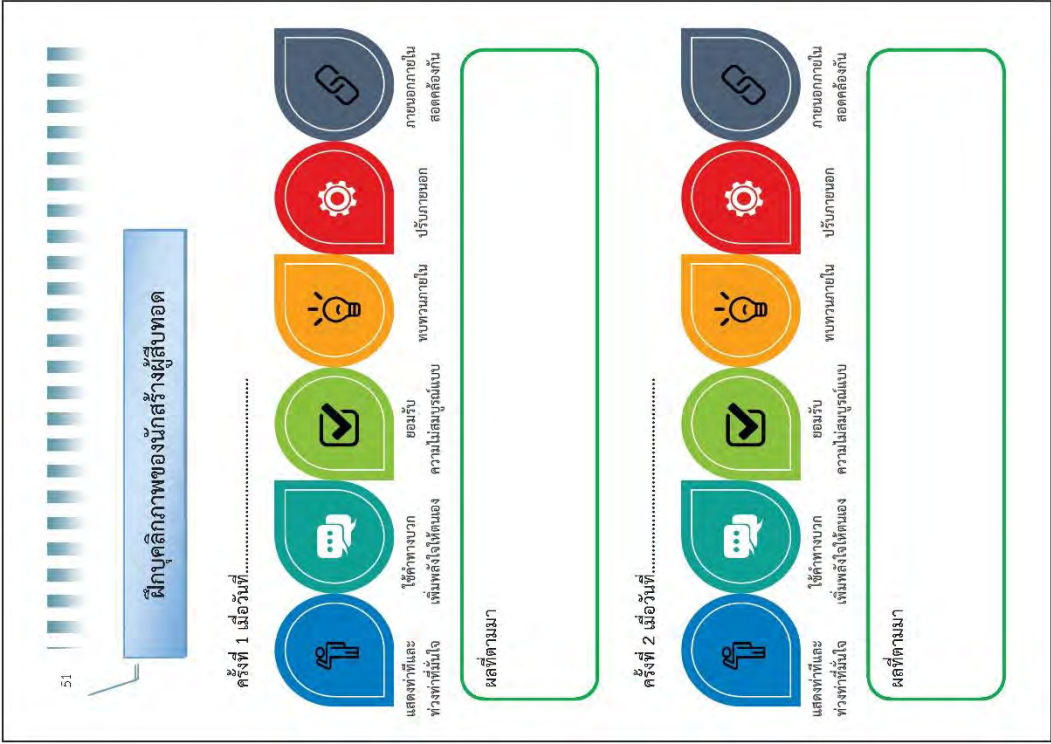 51
ฝึกบุคลิกภาพของนักสร้างผู้สืบทอด
ครั้งที่ 1 เมื่อวันที่..................................................
แสดงท่าทีและ
ท่วงท่าที่มั่นใจ
ใช้คำทางบวก
เพิ่มพลังใจให้ตนเอง
ยอมรับ
ความไม่สมบูรณ์แบบ
ทบทวนภายใน
ปรับภายนอก
ภายนอกภายใน
สอดคล้องกัน
ผลที่ตามมา
ครั้งที่ 2 เมื่อวันที่..................................................
แสดงท่าทีและ
ท่วงท่าที่มั่นใจ
ใช้คำทางบวก
เพิ่มพลังใจให้ตนเอง
ยอมรับ
ความไม่สมบูรณ์แบบ
ทบทวนภายใน
ปรับภายนอก
ภายนอกภายใน
สอดคล้องกัน
ผลที่ตามมา